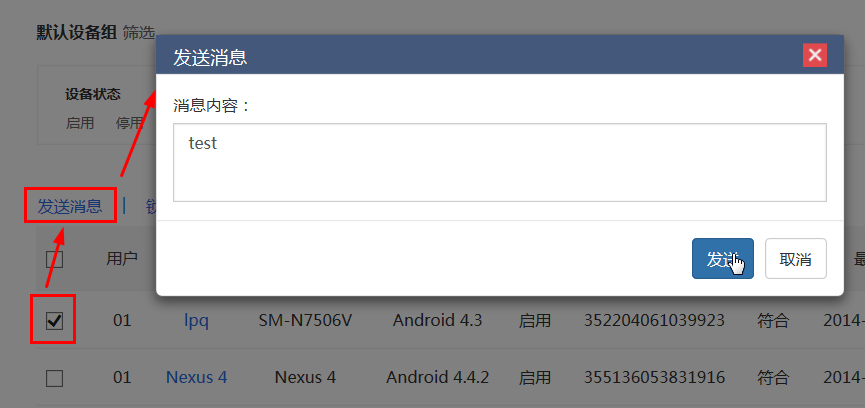 默认设备组 筛选
发送消息
设备状态
消息内容：
启用 停用
test
发送消息 |
用户
发送 取消
01 lpq SM-N7506V Android 4.3 启用 352204061039923 符合 2014-
01 Nexus 4 Nexus 4 Android 4.4.2 启用 355136053831916 符合 2014-